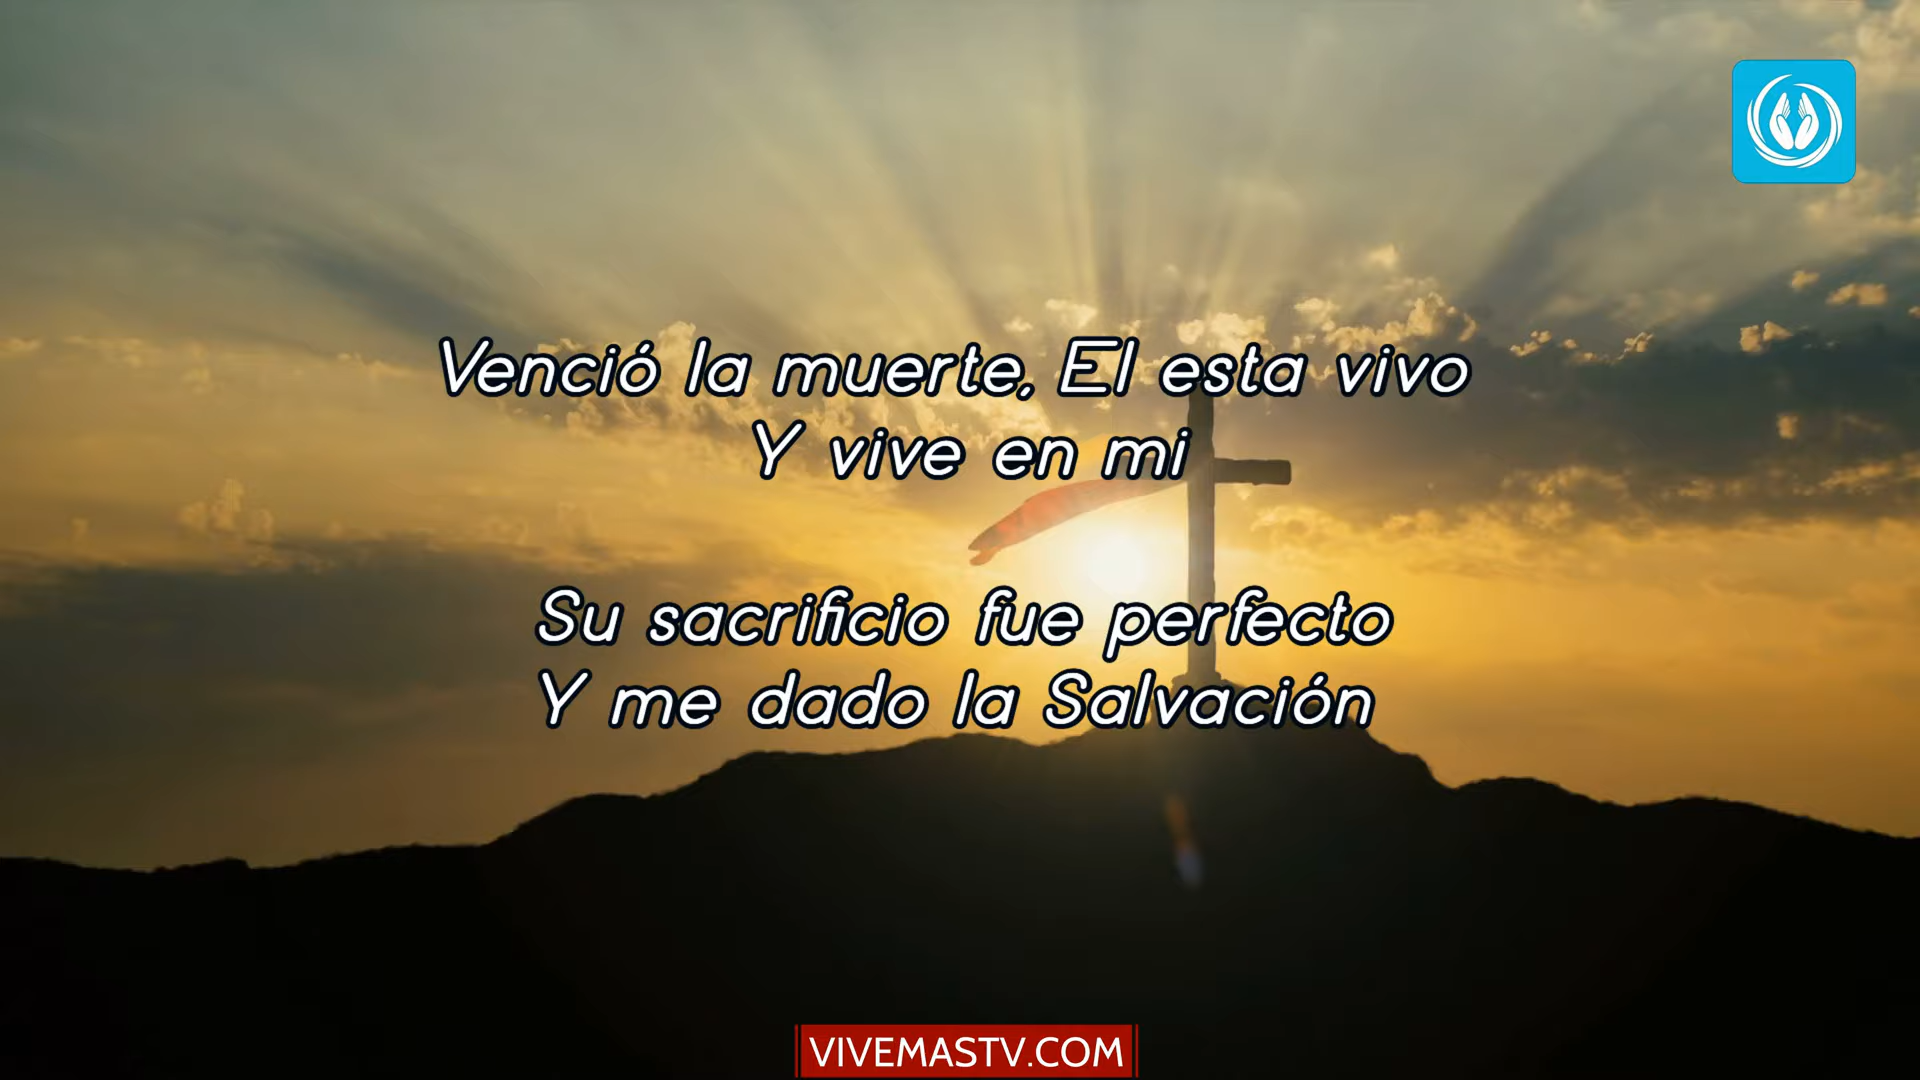 Venció la muerte, El esta vivo
Y vive en mi
Su sacrificio fue perfecto
Y me dado la Salvación
VIVEMASTV.COM